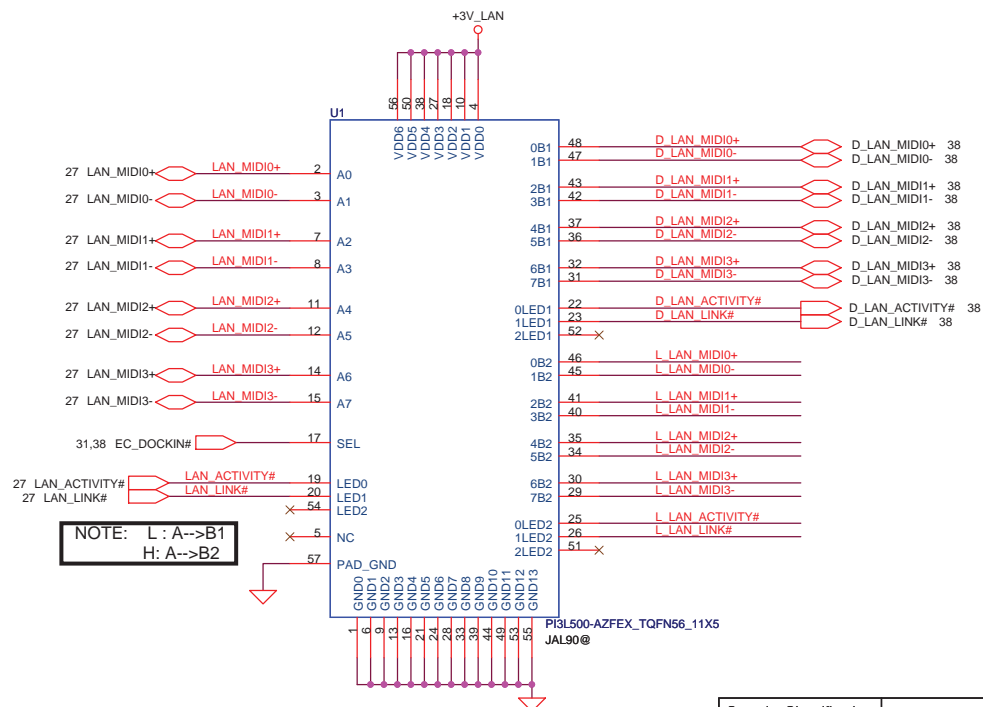 +3V_LAN
U1
56 50 38 27 18 10 4
VDD6 VDD5 VDD4 VDD3 VDD2 VDD1 VDD0
27 LAN_MIDI0+ LAN_MIDI0+ 2 A0
27 LAN_MIDI0- LAN_MIDI0- 3 A1
27 LAN_MIDI1+ LAN_MIDI1+ 7 A2
27 LAN_MIDI1- LAN_MIDI1- 8 A3
27 LAN_MIDI2+ LAN_MIDI2+ 11 A4
27 LAN_MIDI2- LAN_MIDI2- 12 A5
27 LAN_MIDI3+ LAN_MIDI3+ 14 A6
27 LAN_MIDI3- LAN_MIDI3- 15 A7
31,38 EC_DOCKIN# 17 SEL
27 LAN_ACTIVITY# LAN_ACTIVITY# 19 LED0
27 LAN_LINK# LAN_LINK# 20 LED1
54 LED2
5 NC
57 PAD_GND
NOTE: L : A-->B1
H: A-->B2
0B1 48 D_LAN_MIDI0+ D_LAN_MIDI0+ 38
1B1 47 D_LAN_MIDI0- D_LAN_MIDI0- 38
2B1 43 D_LAN_MIDI1+ D_LAN_MIDI1+ 38
3B1 42 D_LAN_MIDI1- D_LAN_MIDI1- 38
4B1 37 D_LAN_MIDI2+ D_LAN_MIDI2+ 38
5B1 36 D_LAN_MIDI2- D_LAN_MIDI2- 38
6B1 32 D_LAN_MIDI3+ D_LAN_MIDI3+ 38
7B1 31 D_LAN_MIDI3- D_LAN_MIDI3- 38
0LED1 22 D_LAN_ACTIVITY# D_LAN_ACTIVITY# 38
1LED1 23 D_LAN_LINK# D_LAN_LINK# 38
2LED1 52
0B2 46 L_LAN_MIDI0+
1B2 45 L_LAN_MIDI0-
2B2 41 L_LAN_MIDI1+
3B2 40 L_LAN_MIDI1-
4B2 35 L_LAN_MIDI2+
5B2 34 L_LAN_MIDI2-
6B2 30 L_LAN_MIDI3+
7B2 29 L_LAN_MIDI3-
0LED2 25 L_LAN_ACTIVITY#
1LED2 26 L_LAN_LINK#
2LED2 51
GND0 GND1 GND2 GND3 GND4 GND5 GND6 GND7 GND8 GND9 GND10 GND11 GND12 GND13
1 6 9 13 16 21 24 28 33 39 44 49 53 55
PI3L500-AZFEX_TQFN56_11X5
JAL90@